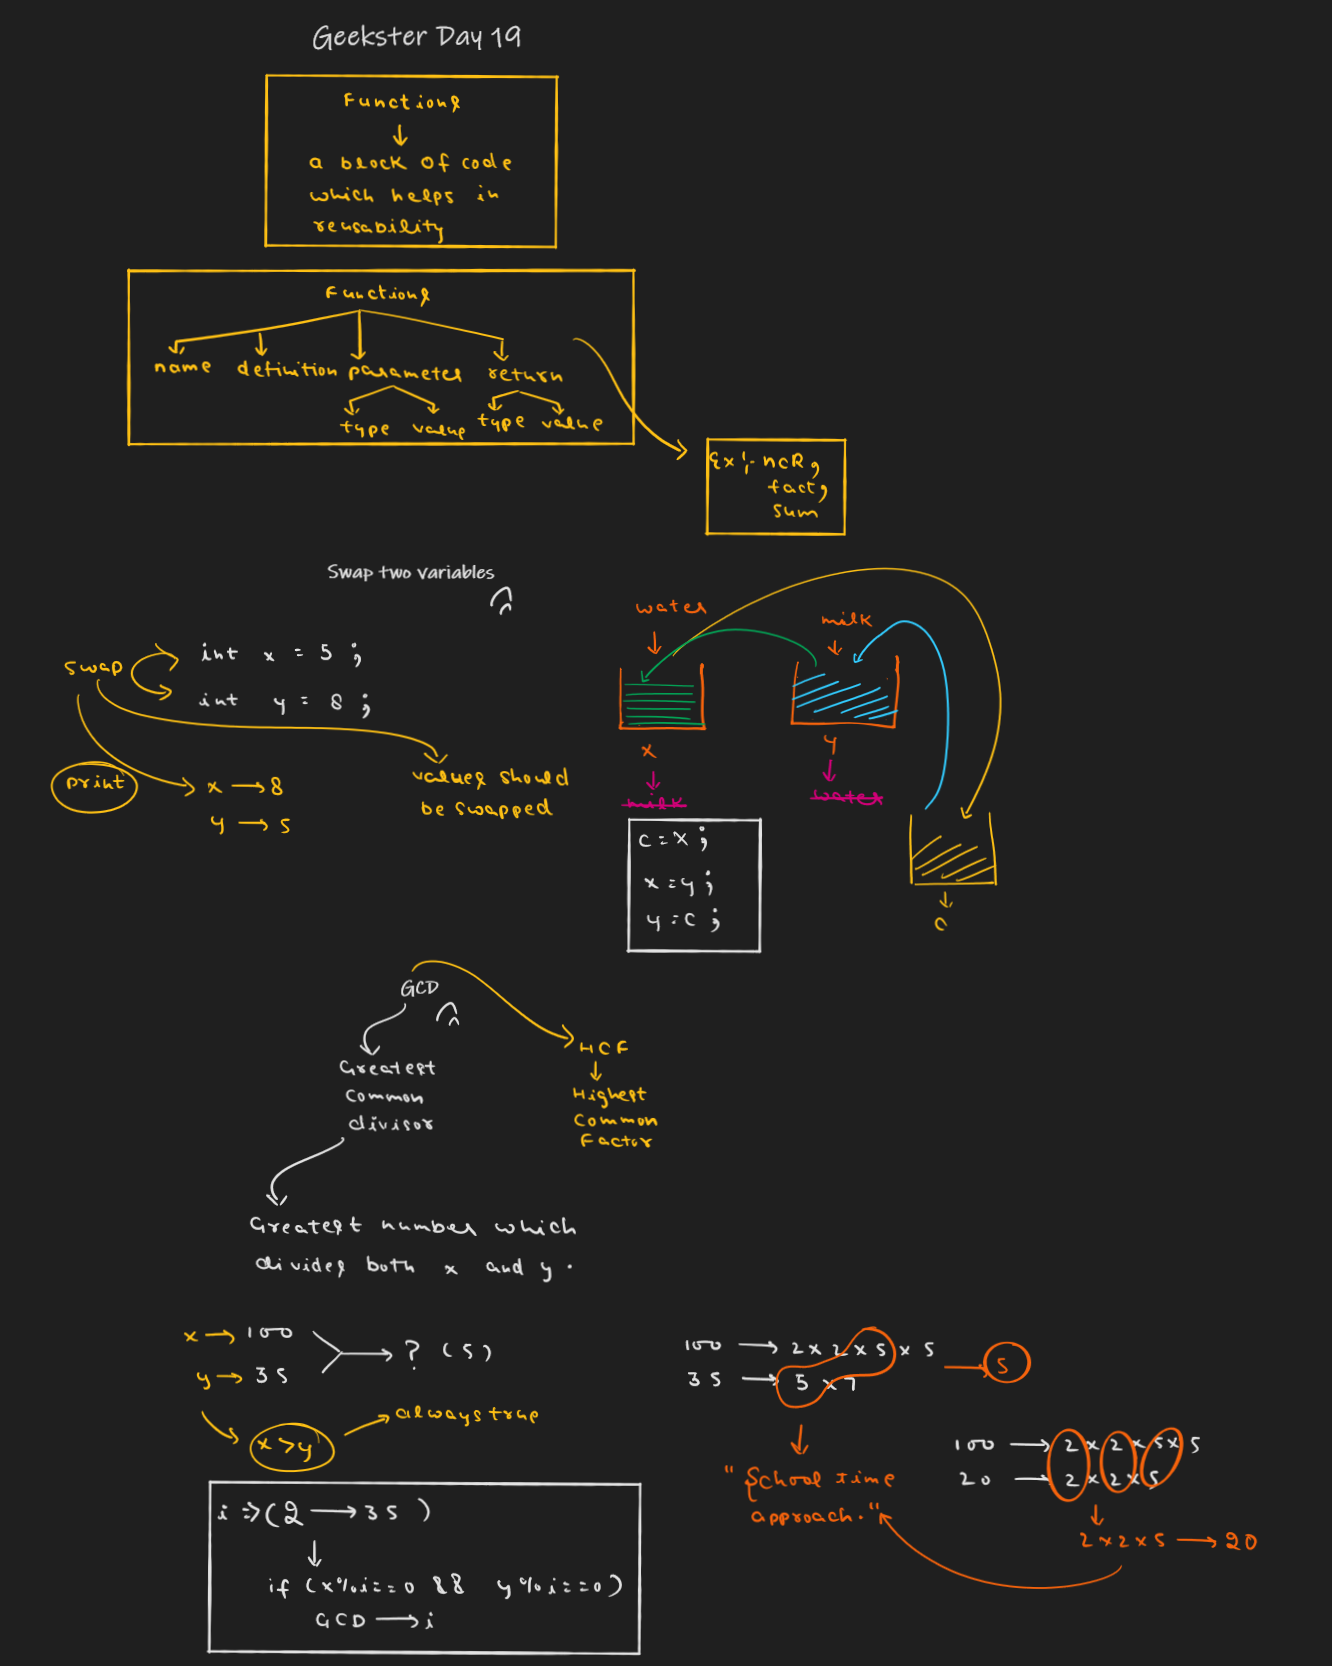 Geekster Day 19
Functions
a block of code
which helps in
reusability
Functions
name definition parameter return
type value type value
Ex:- ncR,
fact,
sum
Swap two variables
swap
int x = 5 ;
int y = 8 ;
print
x → 8
y → 5
values should
be swapped
water
milk
x
y
milk
water
c = x ;
x = y ;
y = c ;
c
GCD
Greatest
common
divisor
HCF
Highest
Common
Factor
Greatest number which
divides both x and y.
x → 100
y → 35
? (5)
x > y
always true
i => (2 → 35 )
if (x%i==0 && y%i==0)
GCD → i
100 → 2 x 2 x 5 x 5
35 → 5 x 7
5
"School time
approach."
100 → 2 x 2 x 5 x 5
20 → 2 x 2 x 5
2 x 2 x 5 → 20